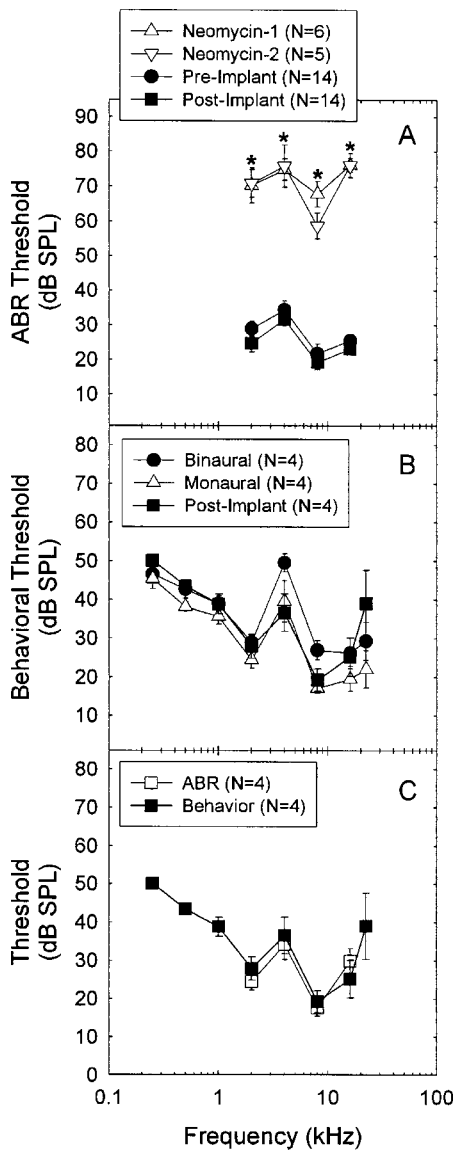 Neomycin-1 (N=6)
Neomycin-2 (N=5)
Pre-Implant (N=14)
Post-Implant (N=14)
90
80
70
60
50
40
30
20
10
ABR Threshold
(dB SPL)
A
*
*
*
*
80
70
60
50
40
30
20
10
Behavioral Threshold
(dB SPL)
Binaural (N=4)
Monaural (N=4)
Post-Implant (N=4)
B
80
70
60
50
40
30
20
10
0
Threshold
(dB SPL)
ABR (N=4)
Behavior (N=4)
C
0.1
1
10
100
Frequency (kHz)